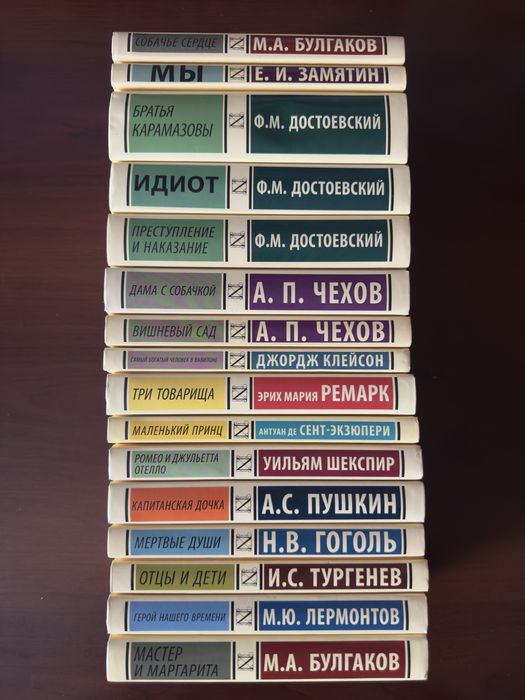 СОБАЧЬЕ СЕРДЦЕ М.А. БУЛГАКОВ
МЫ Е. И. ЗАМЯТИН
БРАТЬЯ
КАРАМАЗОВЫ
Ф.М. ДОСТОЕВСКИЙ
ИДИОТ Ф.М. ДОСТОЕВСКИЙ
ПРЕСТУПЛЕНИЕ
И НАКАЗАНИЕ
Ф.М. ДОСТОЕВСКИЙ
ДАМА С СОБАЧКОЙ А. П. ЧЕХОВ
ВИШНЕВЫЙ САД А. П. ЧЕХОВ
САМЫЙ БОГАТЫЙ ЧЕЛОВЕК В ВАВИЛОНЕ ДЖОРДЖ КЛЕЙСОН
ТРИ ТОВАРИЩА ЭРИХ МАРИЯ РЕМАРК
МАЛЕНЬКИЙ ПРИНЦ АНТУАН ДЕ СЕНТ-ЭКЗЮПЕРИ
РОМЕО И ДЖУЛЬЕТТА
ОТЕЛЛО
УИЛЬЯМ ШЕКСПИР
КАПИТАНСКАЯ ДОЧКА А.С. ПУШКИН
МЕРТВЫЕ ДУШИ Н.В. ГОГОЛЬ
ОТЦЫ И ДЕТИ И.С. ТУРГЕНЕВ
ГЕРОЙ НАШЕГО ВРЕМЕНИ М.Ю. ЛЕРМОНТОВ
МАСТЕР
И МАРГАРИТА
М.А. БУЛГАКОВ